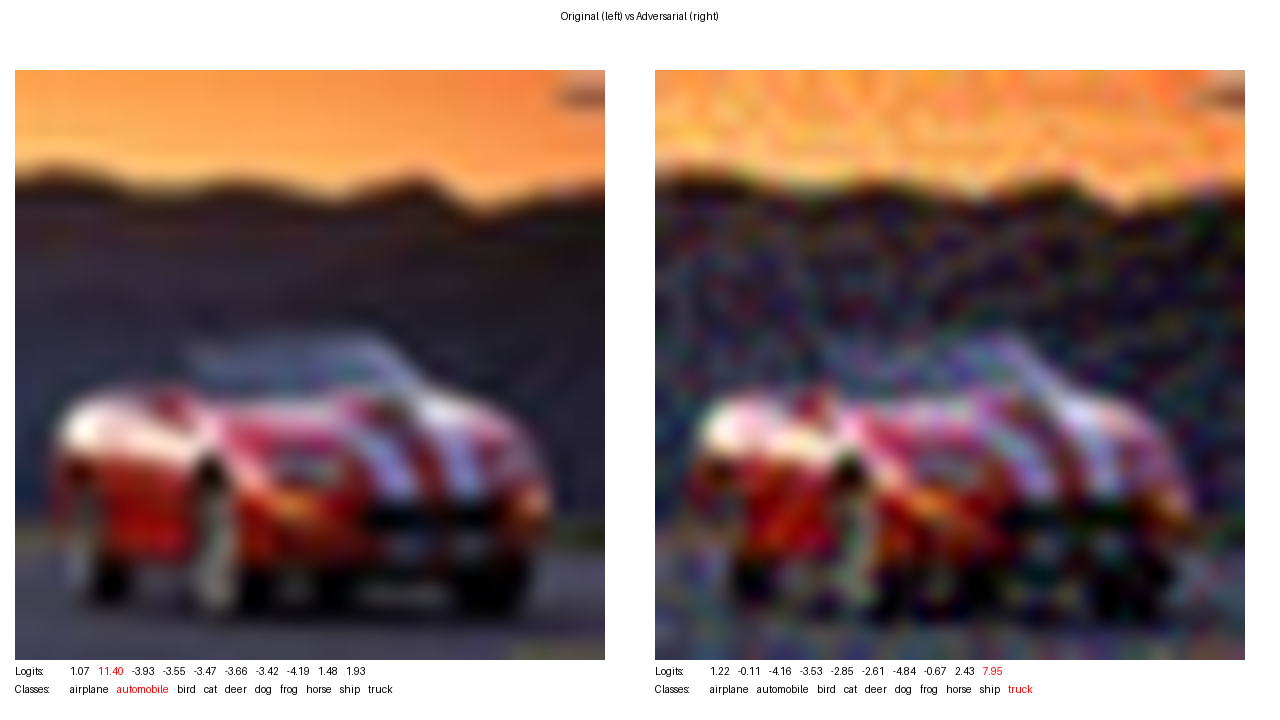 Original (left) vs Adversarial (right)
Logits: 1.07 11.40 -3.93 -3.55 -3.47 -3.66 -3.42 -4.19 1.48 1.93
Classes: airplane automobile bird cat deer dog frog horse ship truck
Logits: 1.22 -0.11 -4.16 -3.53 -2.85 -2.61 -4.84 -0.67 2.43 7.95
Classes: airplane automobile bird cat deer dog frog horse ship truck